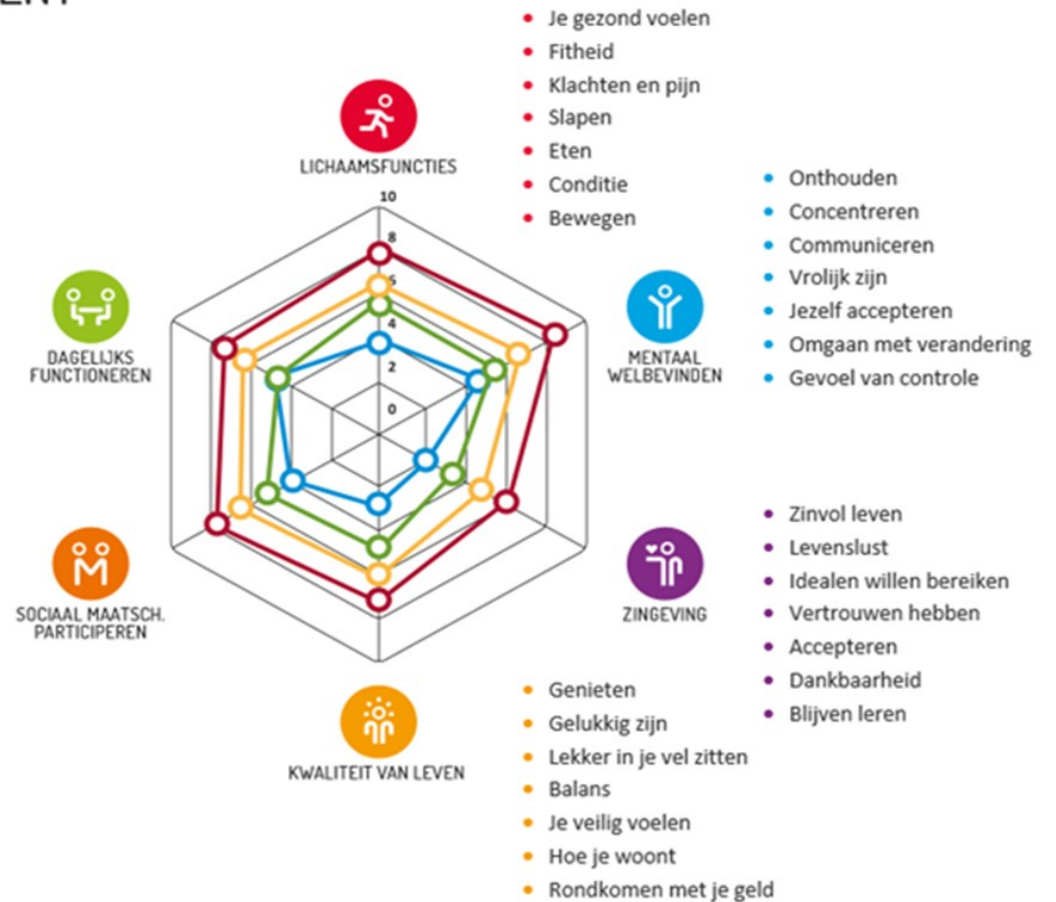 Je gezond voelen
Fitheid
Klachten en pijn
Slapen
Eten
Conditie
Bewegen
LICHAAMSFUNCTIES
10
8
6
4
2
0
Onthouden
Concentreren
Communiceren
Vrolijk zijn
Jezelf accepteren
Omgaan met verandering
Gevoel van controle
MENTAAL
WELBEVINDEN
DAGELIJKS
FUNCTIONEREN
Zinvol leven
Levenslust
Idealen willen bereiken
Vertrouwen hebben
Accepteren
Dankbaarheid
Blijven leren
ZINGEVING
SOCIAAL MAATSCH.
PARTICIPEREN
KWALITEIT VAN LEVEN
Genieten
Gelukkig zijn
Lekker in je vel zitten
Balans
Je veilig voelen
Hoe je woont
Rondkomen met je geld